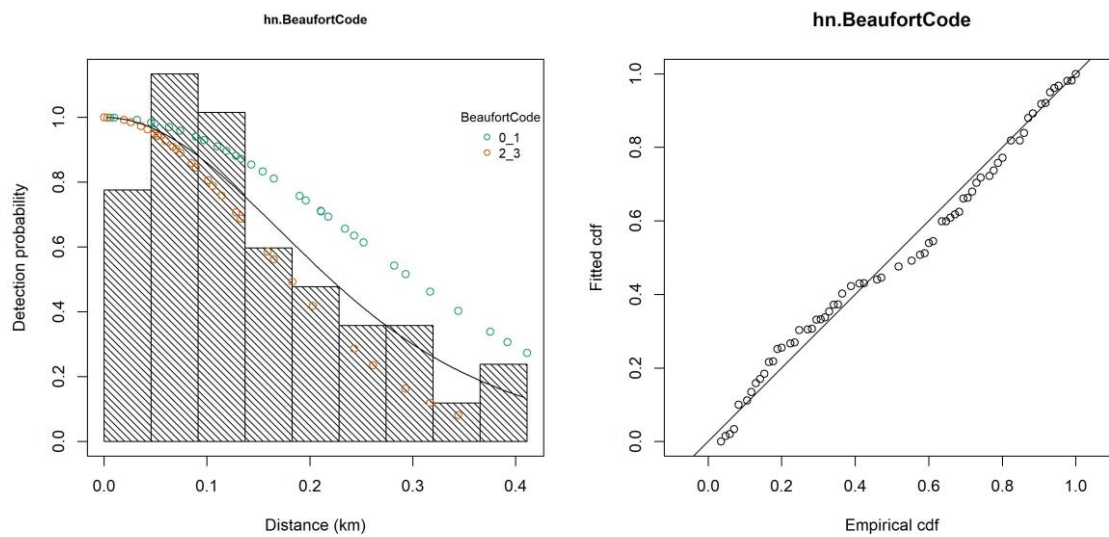 hn.BeaufortCode
Detection probability
1.0
0.8
0.6
0.4
0.2
0.0
BeaufortCode
0_1
2_3
0.0 0.1 0.2 0.3 0.4
Distance (km)
hn.BeaufortCode
Fitted cdf
1.0
0.8
0.6
0.4
0.2
0.0
0.0 0.2 0.4 0.6 0.8 1.0
Empirical cdf